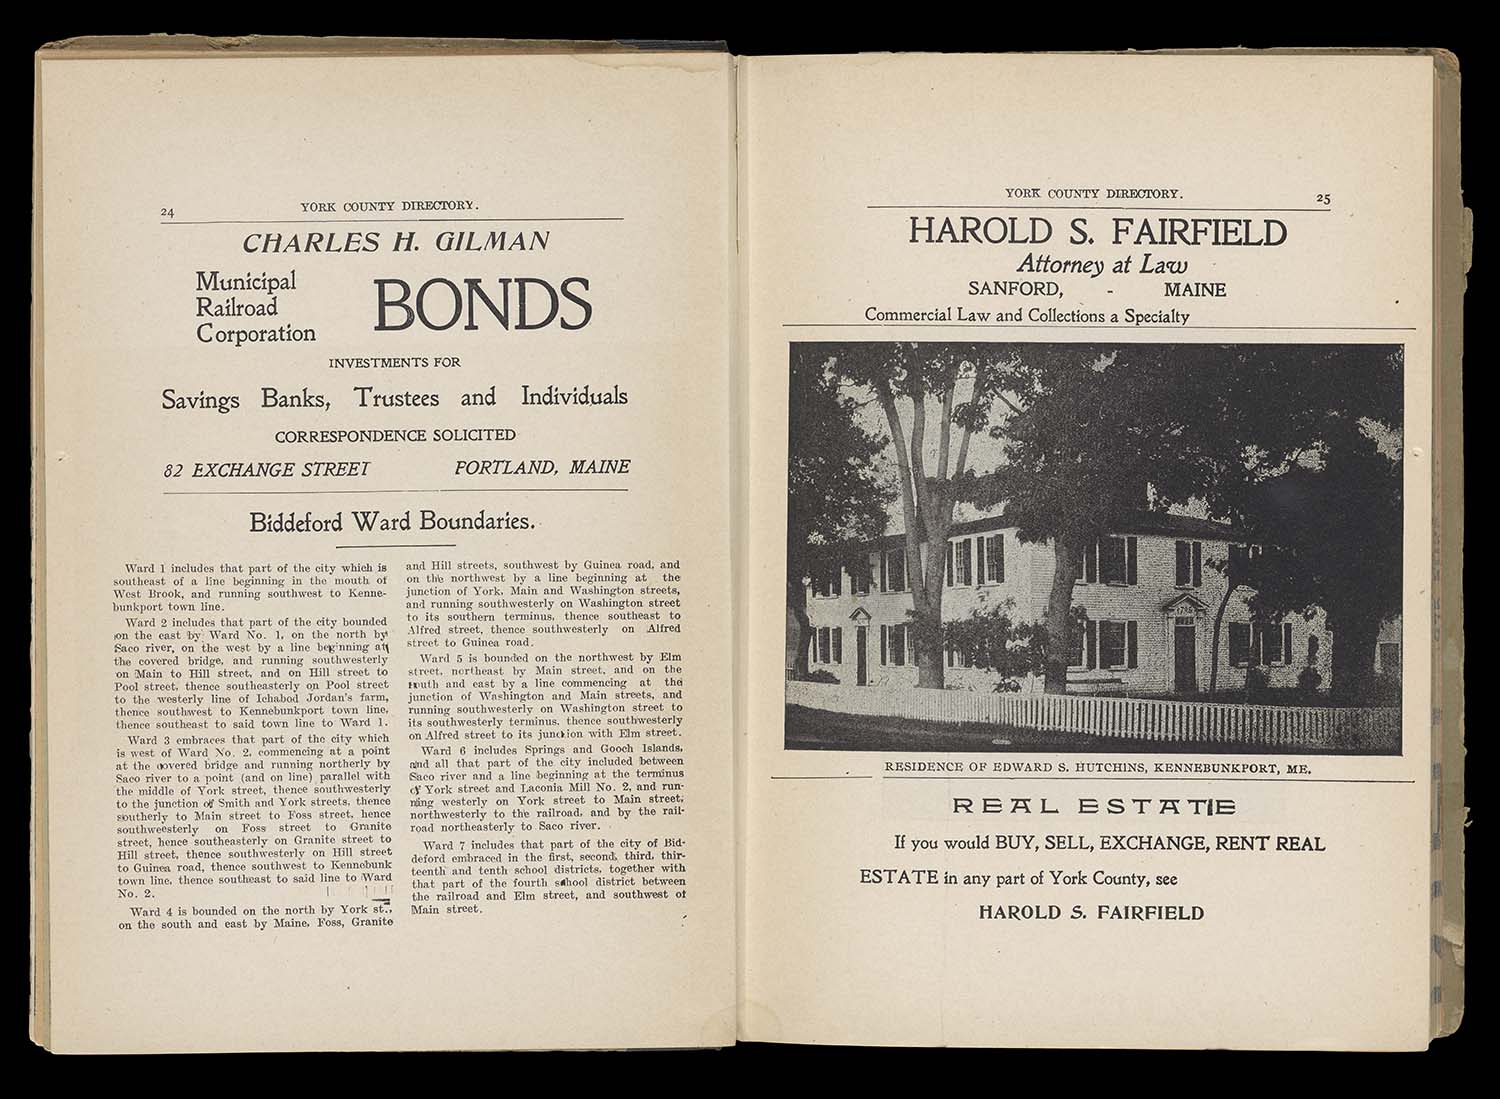 24
YORK COUNTY DIRECTORY.
CHARLES H. GILMAN
Municipal
Railroad
Corporation
BONDS
INVESTMENTS FOR
Savings Banks, Trustees and Individuals
CORRESPONDENCE SOLICITED
82 EXCHANGE STREET PORTLAND, MAINE
Biddeford Ward Boundaries.
Ward 1 includes that part of the city which is
southeast of a line beginning in the mouth of
West Brook, and running southwest to Kenne-
bunkport town line.
Ward 2 includes that part of the city bounded
on the east by Ward No. 1, on the north by
Saco river, on the west by a line beginning at
the covered bridge, and running southwesterly
on Main to Hill street, and on Hill street to
Pool street, thence southeasterly on Pool street
to the westerly line of Ichabod Jordan's farm,
thence southwest to Kennebunkport town line,
thence southeast to said town line to Ward 1.
Ward 3 embraces that part of the city which
is west of Ward No. 2, commencing at a point
at the covered bridge and running northerly by
Saco river to a point (and on line) parallel with
the middle of York street, thence southwesterly
to the junction of Smith and York streets, thence
southerly to Main street to Foss street, hence
southweesterly on Foss street to Granite
street, hence southeasterly on Granite street to
Hill street, thence southwesterly on Hill street
to Guinea road, thence southwest to Kennebunk
town line, thence southeast to said line to Ward
No. 2.
Ward 4 is bounded on the north by York st.,
on the south and east by Maine, Foss, Granite
and Hill streets, southwest by Guinea road, and
on the northwest by a line beginning at the
junction of York, Main and Washington streets,
and running southwesterly on Washington street
to its southern terminus, thence southeast to
Alfred street, thence southwesterly on Alfred
street to Guinea road.
Ward 5 is bounded on the northwest by Elm
street, northeast by Main street, and on the
south and east by a line commencing at the
junction of Washington and Main streets, and
running southwesterly on Washington street to
its southwesterly terminus, thence southwesterly
on Alfred street to its junction with Elm street.
Ward 6 includes Springs and Gooch Islands,
and all that part of the city included between
Saco river and a line beginning at the terminus
of York street and Laconia Mill No. 2, and run-
ning westerly on York street to Main street,
northwesterly to the railroad, and by the rail-
road northeasterly to Saco river.
Ward 7 includes that part of the city of Bid-
deford embraced in the first, second, third, thir-
teenth and tenth school districts, together with
that part of the fourth school district between
the railroad and Elm street, and southwest of
Main street.
YORK COUNTY DIRECTORY.
25
HAROLD S. FAIRFIELD
Attorney at Law
SANFORD, - MAINE
Commercial Law and Collections a Specialty
RESIDENCE OF EDWARD S. HUTCHINS, KENNEBUNKPORT, ME.
REAL ESTATE
If you would BUY, SELL, EXCHANGE, RENT REAL
ESTATE in any part of York County, see
HAROLD S. FAIRFIELD